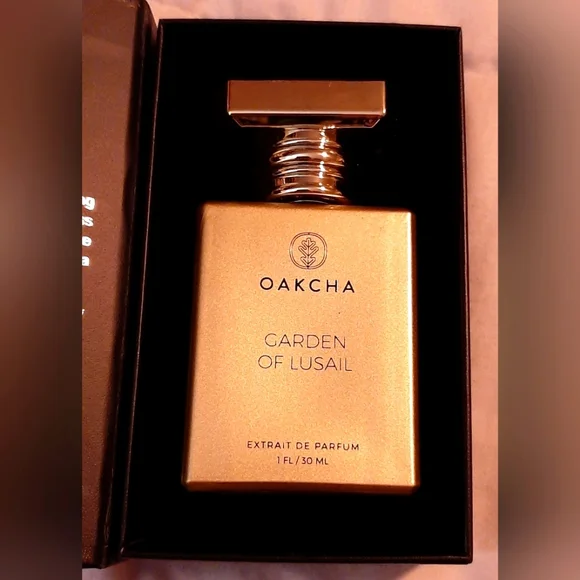 OAKCHA
GARDEN
OF LUSAIL
EXTRAIT DE PARFUM
1 FL / 30 ML